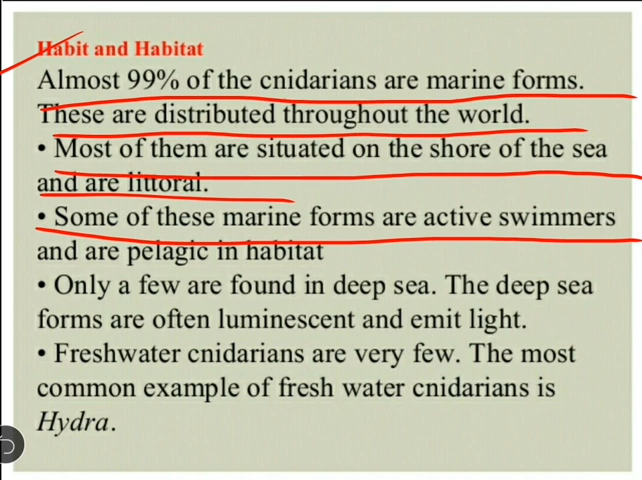 Habit and Habitat
Almost 99% of the cnidarians are marine forms.
These are distributed throughout the world.
• Most of them are situated on the shore of the sea
and are littoral.
• Some of these marine forms are active swimmers
and are pelagic in habitat
• Only a few are found in deep sea. The deep sea
forms are often luminescent and emit light.
• Freshwater cnidarians are very few. The most
common example of fresh water cnidarians is
Hydra.